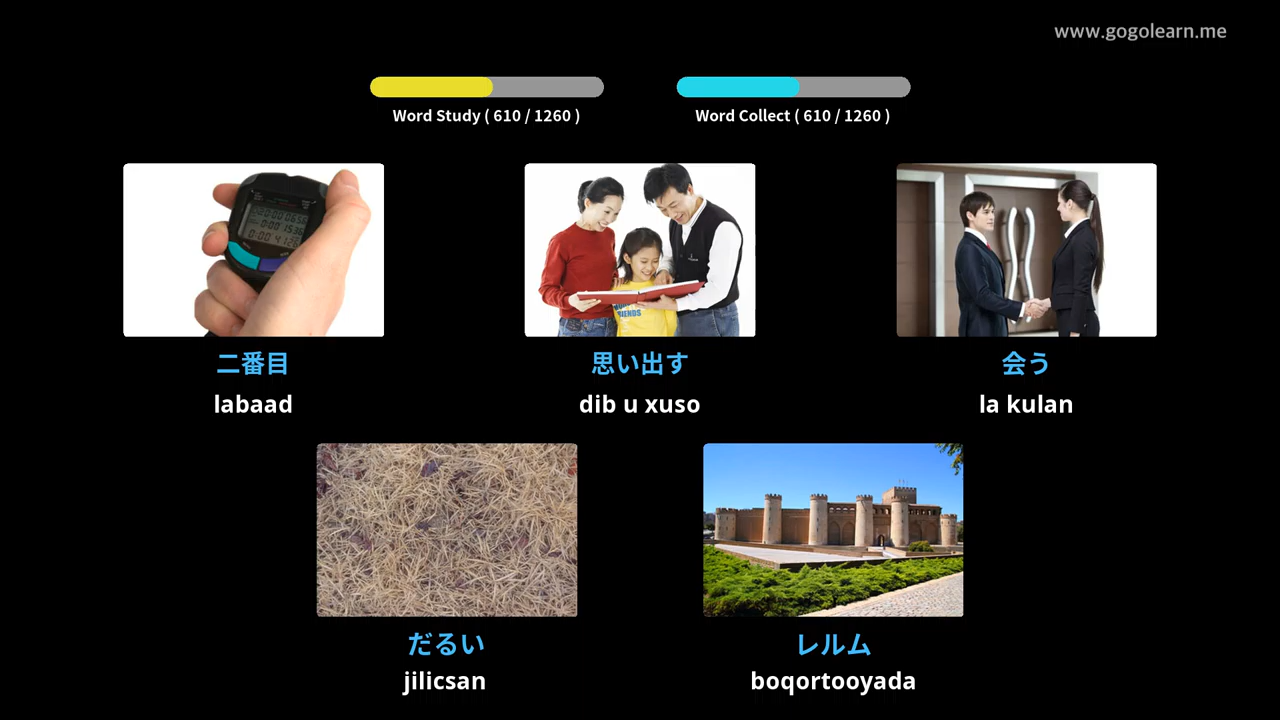 www.gogolearn.me
Word Study ( 610 / 1260 )
Word Collect ( 610 / 1260 )
二番目
labaad
思い出す
dib u xuso
会う
la kulan
だるい
jilicsan
レルム
boqortooyada